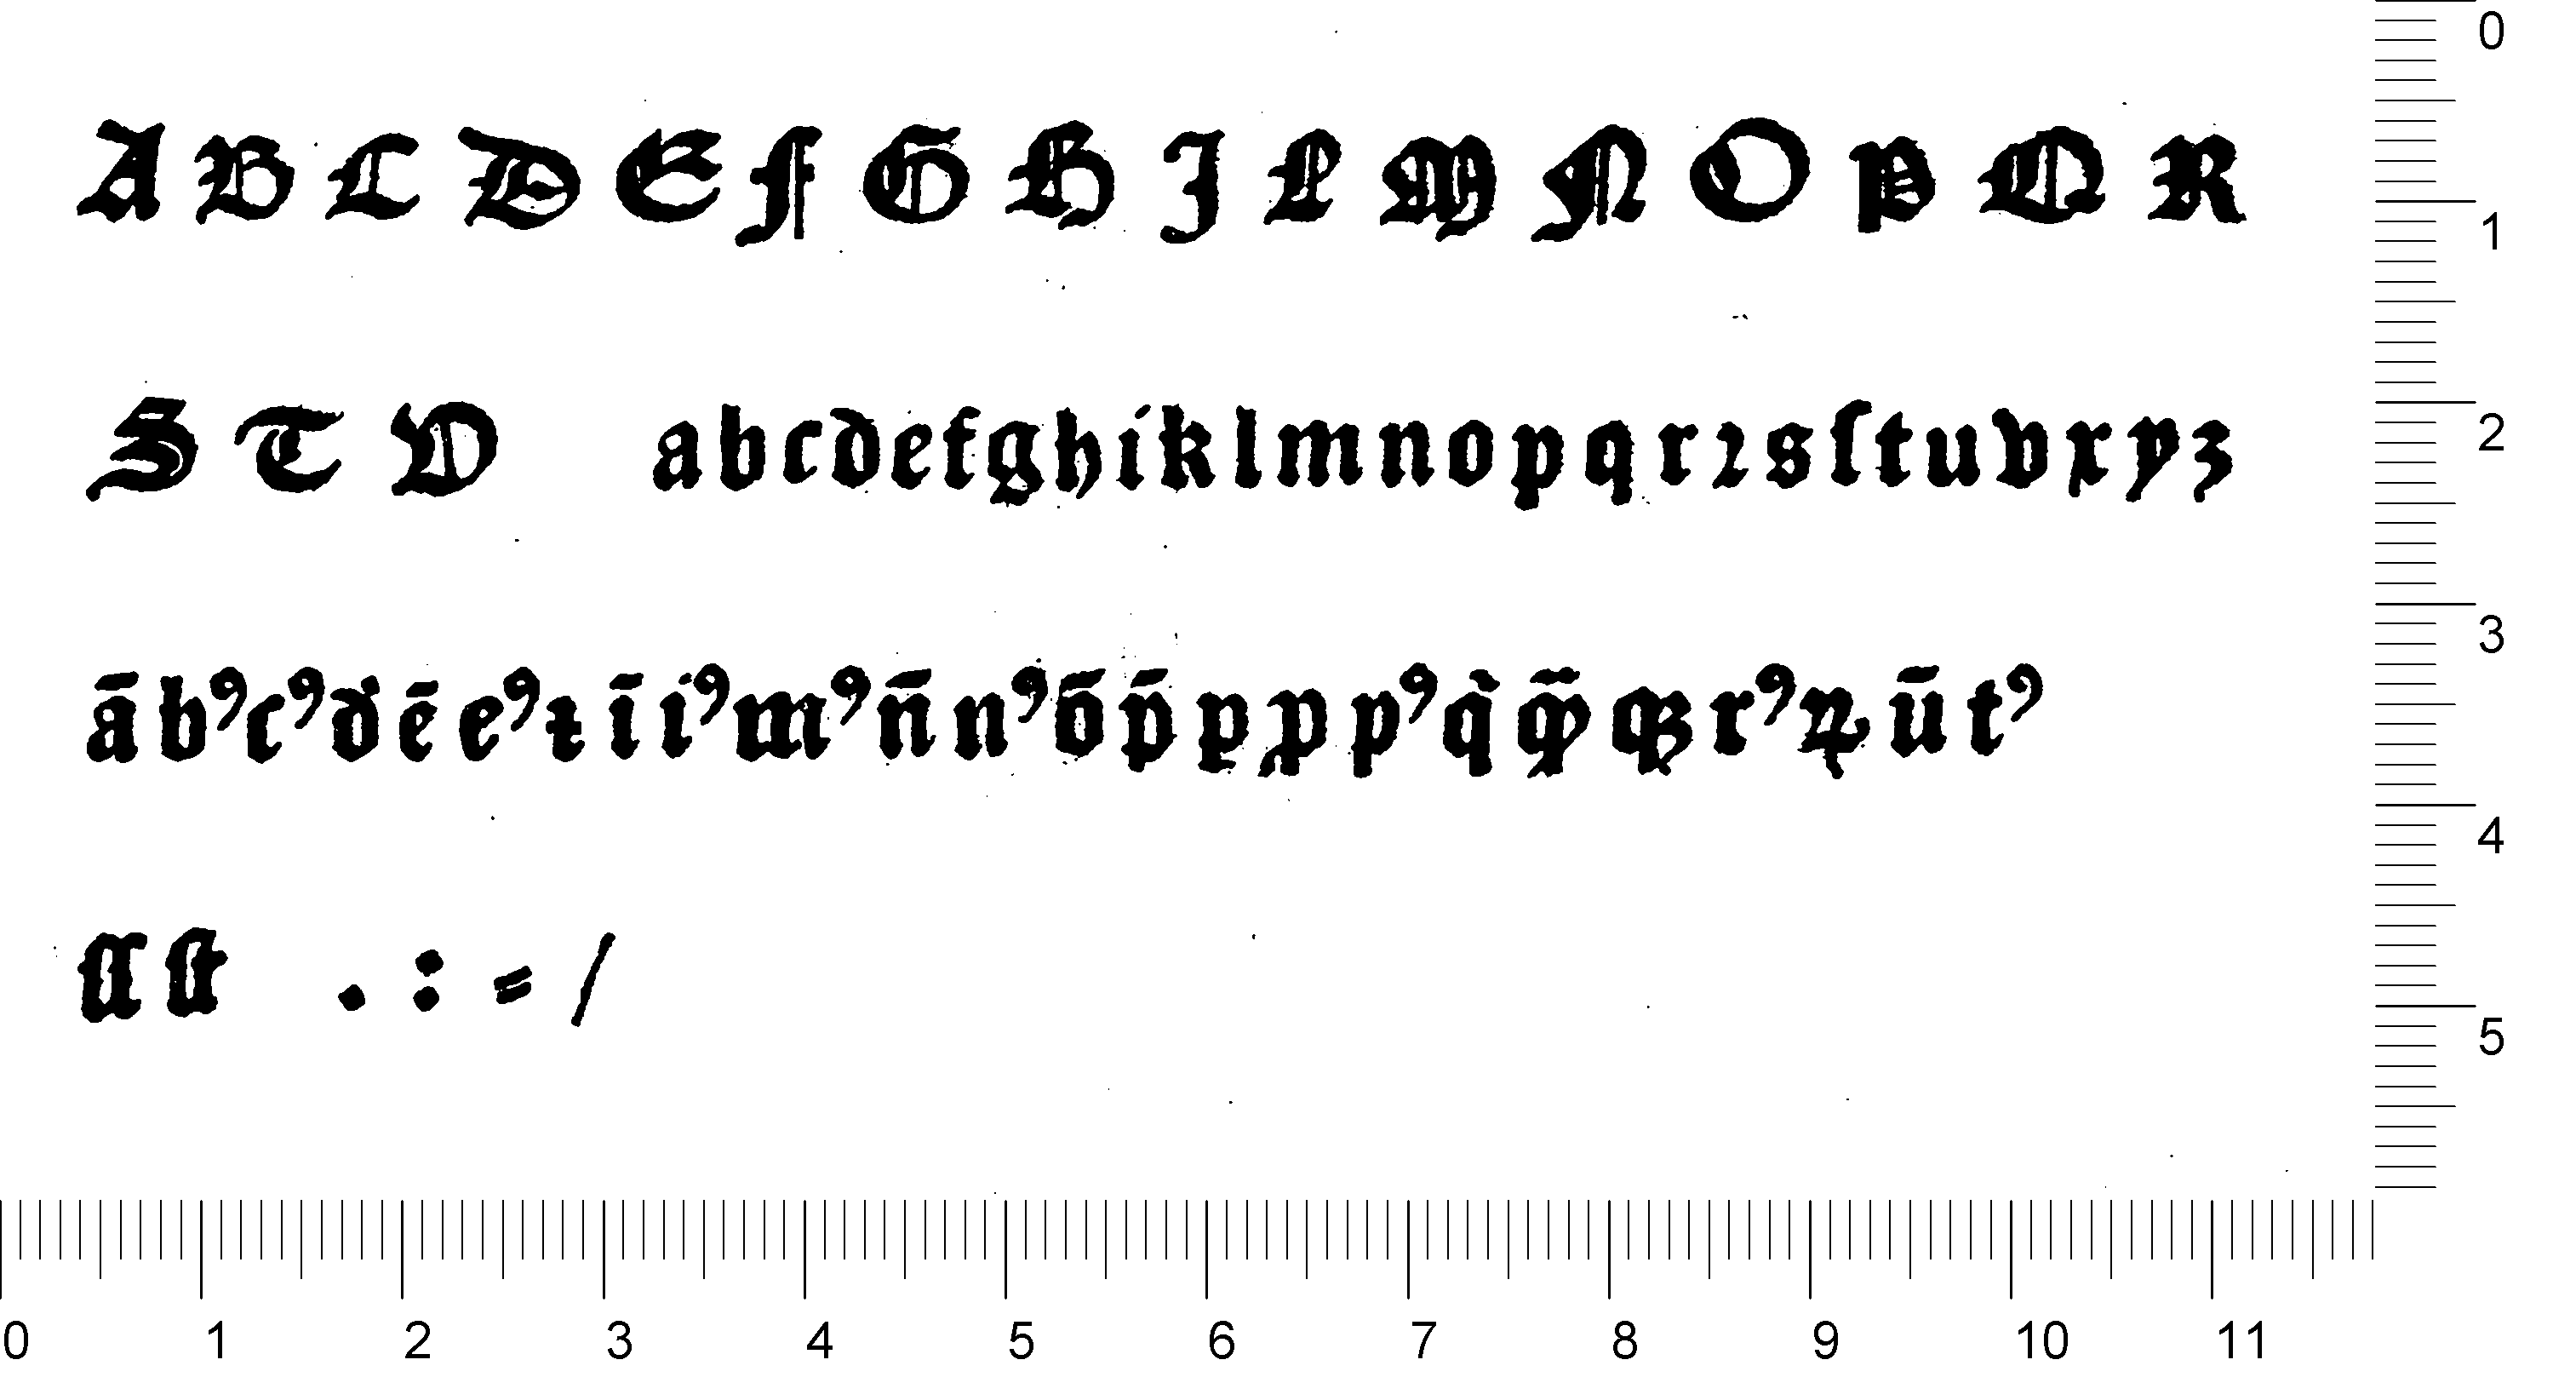 A B C D E F G H J L M N O P Q R
S T V a b c d e f g h i k l m n o p q r ꝛ s ſ t u v x y z
ā bꝰ cꝰ d̛ ē eꝰ ī iꝰ mꝰ n̄ nꝰ ō p̄ ꝑ ꝓ pꝰ q̇ q̄ꝫ rꝰ ꝝ ū tꝰ
ſſ ſt . : = /
0
1
2
3
4
5
0 1 2 3 4 5 6 7 8 9 10 11